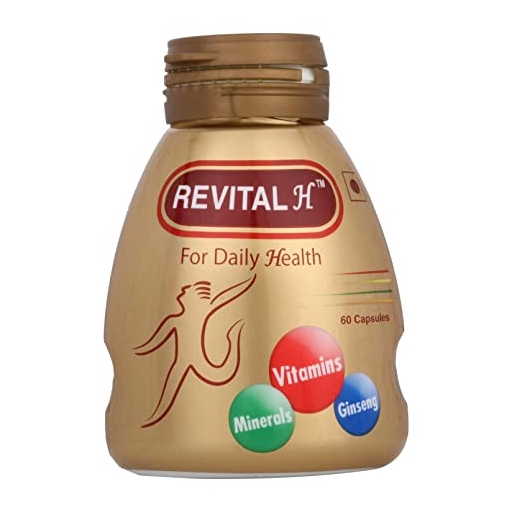 REVITAL H™
For Daily Health
60 Capsules
Vitamins
Minerals
Ginseng